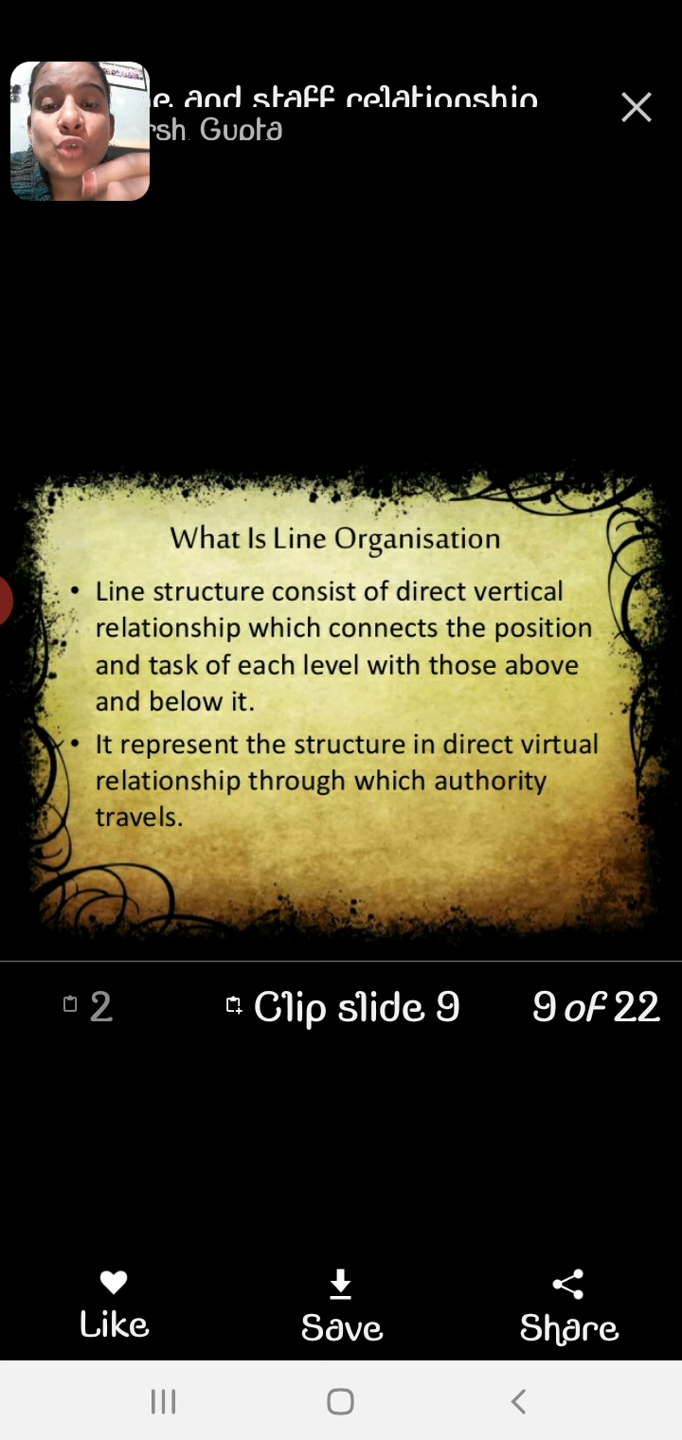 and staff relationship
Gupta
What Is Line Organisation
• Line structure consist of direct vertical
relationship which connects the position
and task of each level with those above
and below it.
• It represent the structure in direct virtual
relationship through which authority
travels.
2
Clip slide 9
9 of 22
Like
Save
Share